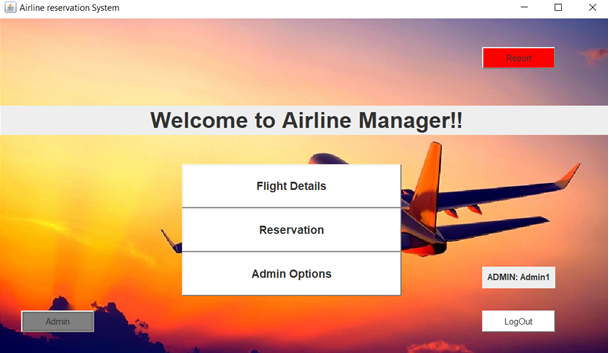 Airline reservation System
Report
Welcome to Airline Manager!!
Flight Details
Reservation
Admin Options
ADMIN: Admin1
Admin
LogOut